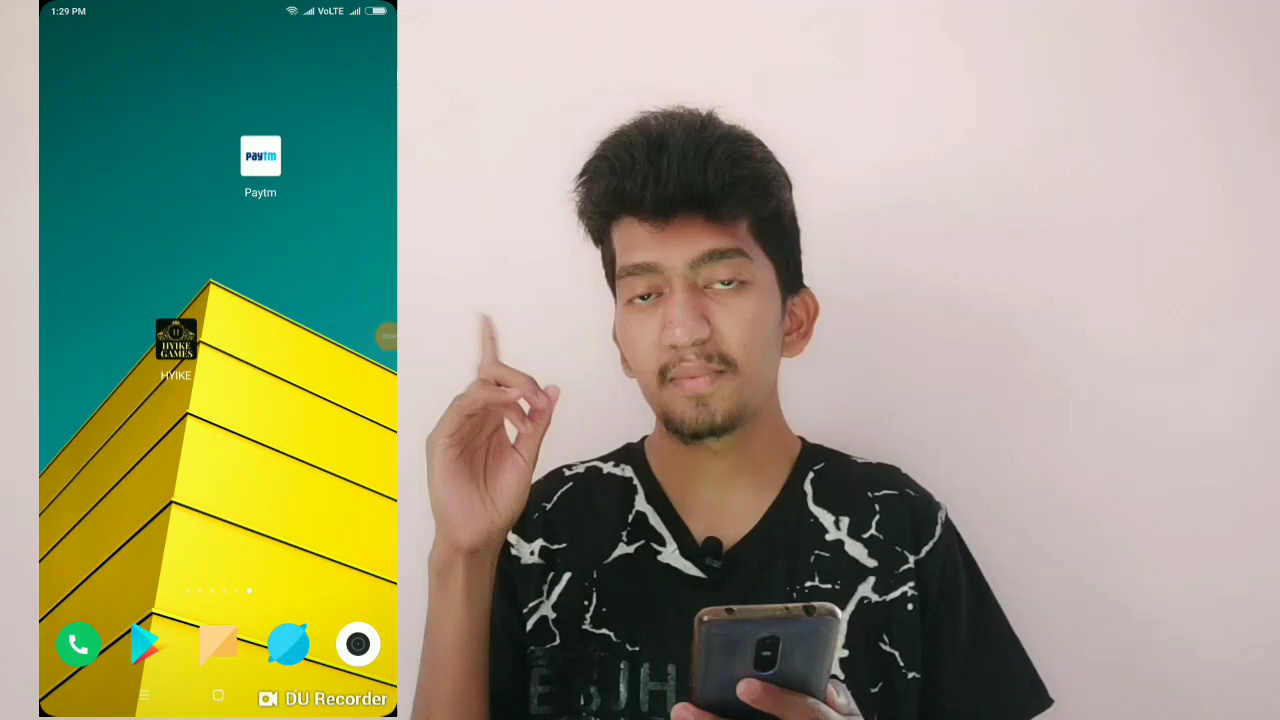 1:29 PM
VoLTE
Paytm
Paytm
H
HYIKE
GAMES
HYIKE
DU Recorder